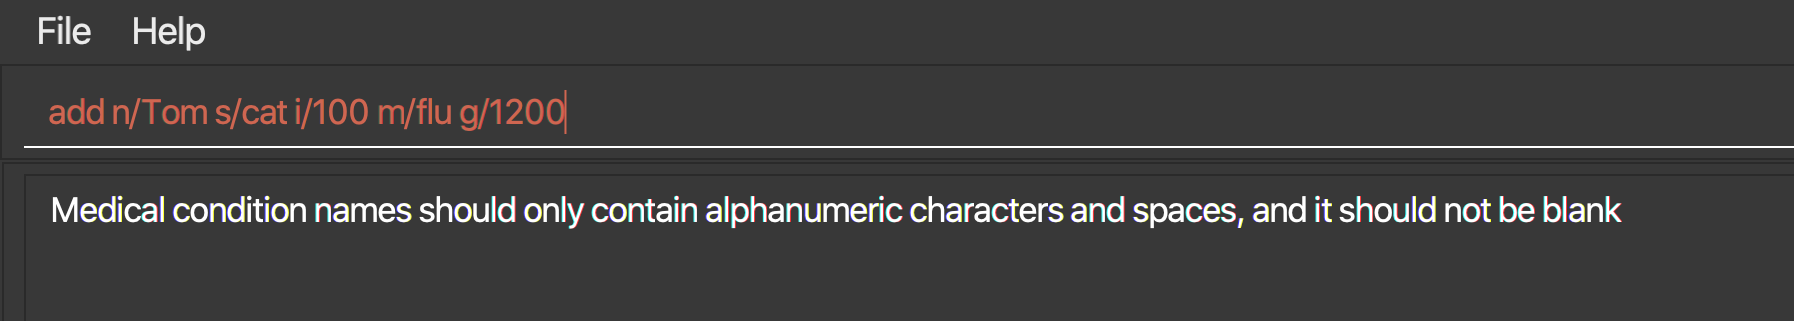 File Help
add n/Tom s/cat i/100 m/flu g/1200
Medical condition names should only contain alphanumeric characters and spaces, and it should not be blank